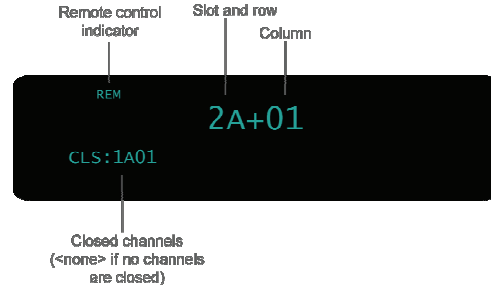 Remote control
indicator
Slot and row
Column
REM
2A+01
CLS:1A01
Closed channels
(<none> if no channels
are closed)